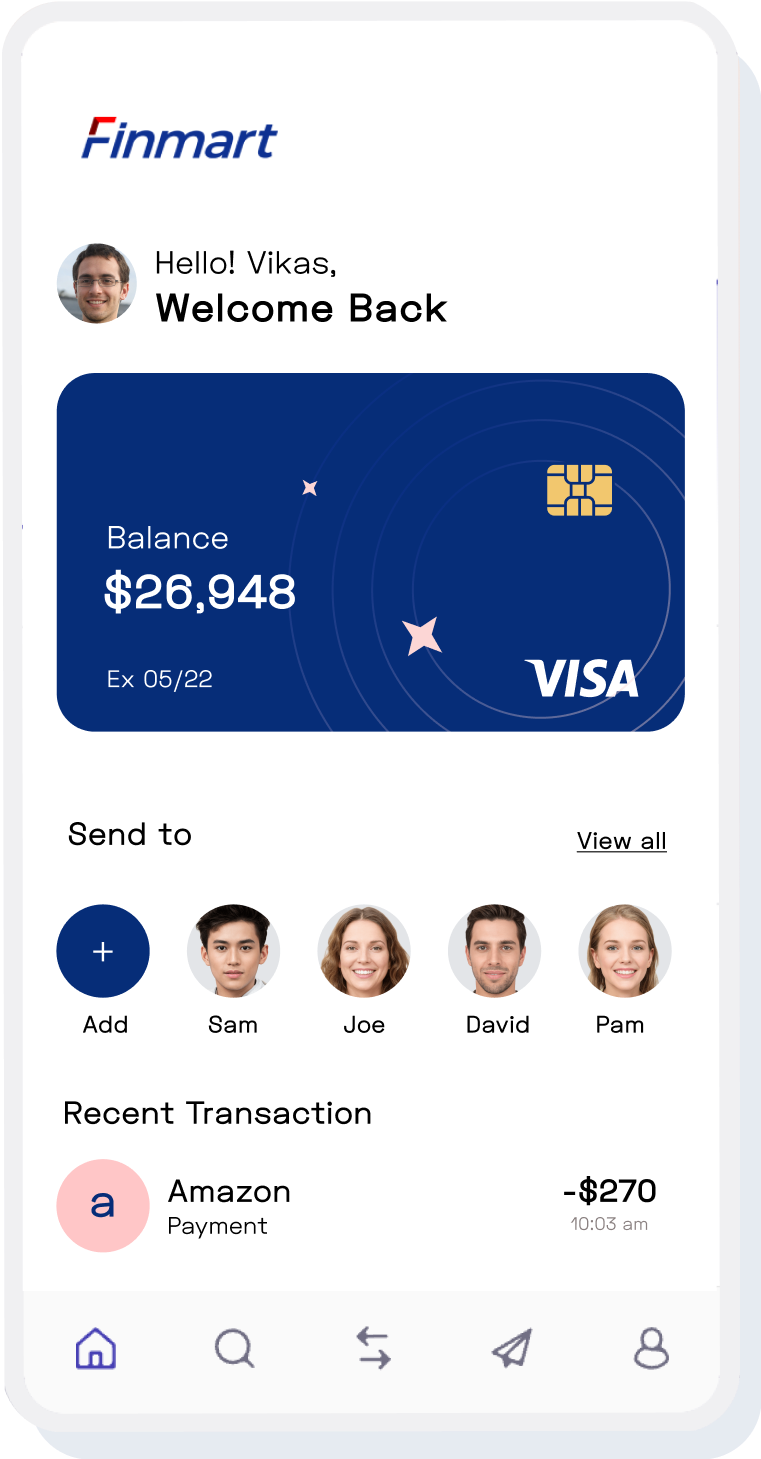 Finmart
Hello! Vikas,
Welcome Back
Balance
$26,948
Ex 05/22
VISA
Send to
View all
Add
Sam
Joe
David
Pam
Recent Transaction
a
Amazon
-$270
Payment
10:03 am